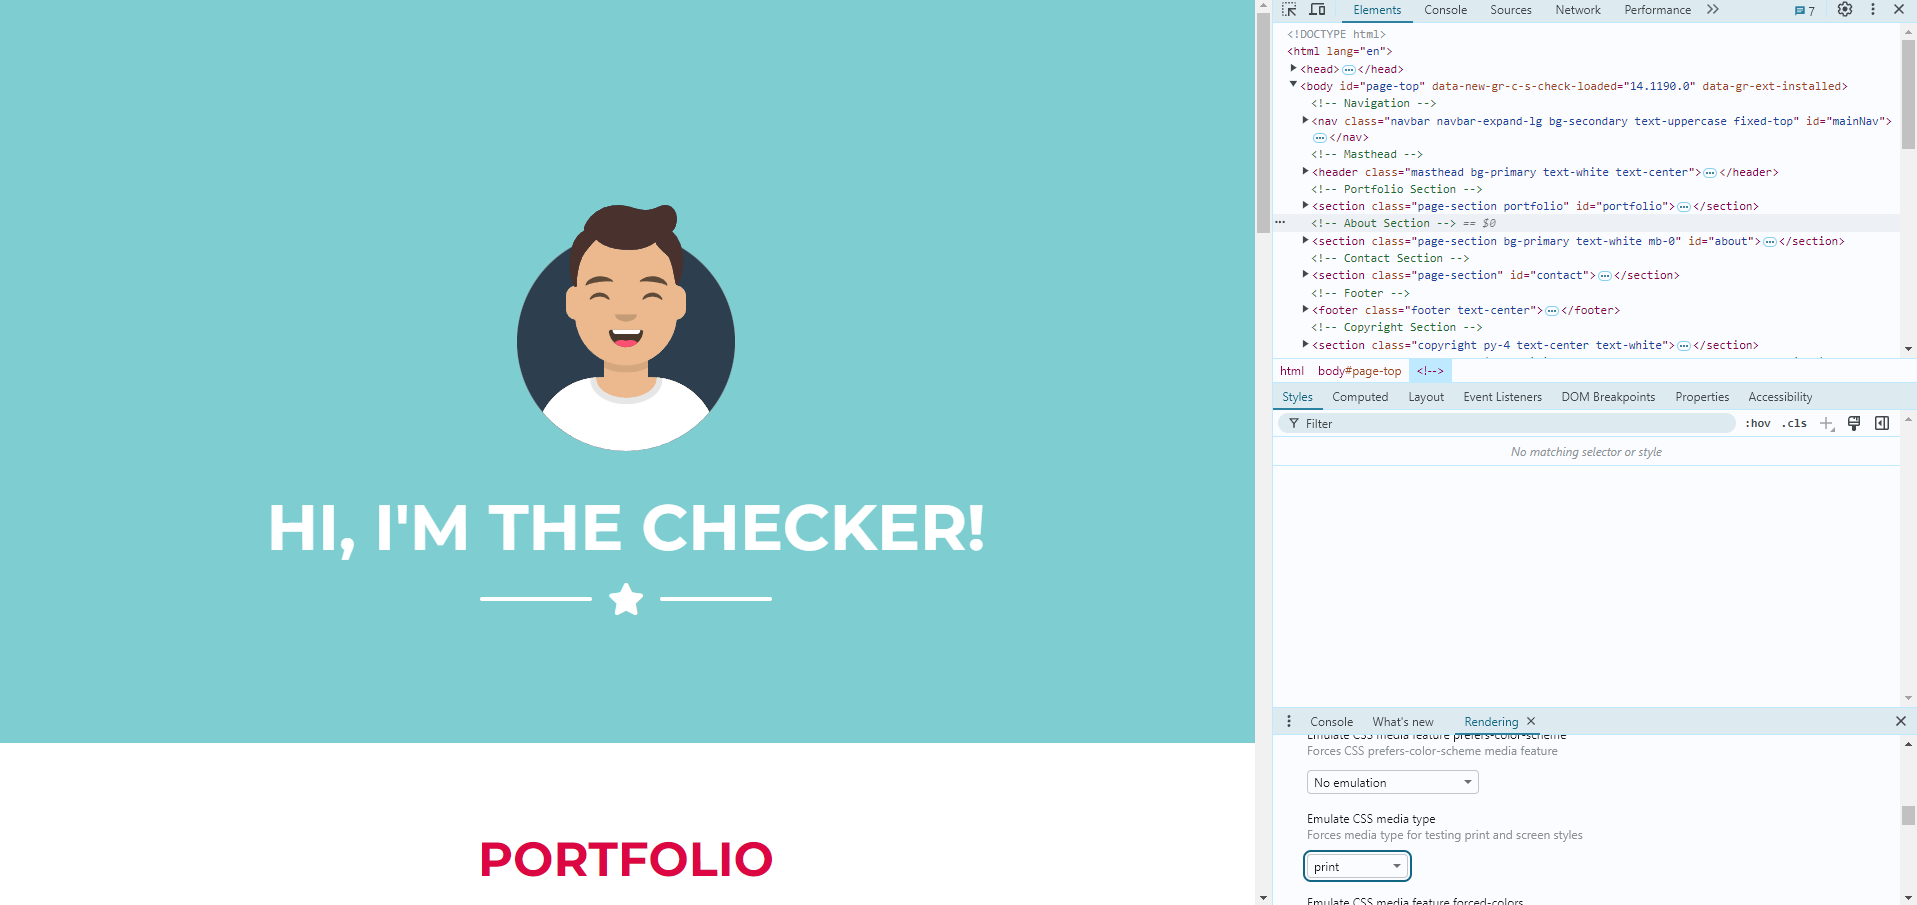 HI, I'M THE CHECKER!
PORTFOLIO
Elements Console Sources Network Performance 7
<!DOCTYPE html>
<html lang="en">
<head> </head>
<body id="page-top" data-new-gr-c-s-check-loaded="14.1190.0" data-gr-ext-installed>
<!-- Navigation -->
<nav class="navbar navbar-expand-lg bg-secondary text-uppercase fixed-top" id="mainNav">
</nav>
<!-- Masthead -->
<header class="masthead bg-primary text-white text-center"> </header>
<!-- Portfolio Section -->
<section class="page-section portfolio" id="portfolio"> </section>
<!-- About Section --> == $0
<section class="page-section bg-primary text-white mb-0" id="about"> </section>
<!-- Contact Section -->
<section class="page-section" id="contact"> </section>
<!-- Footer -->
<footer class="footer text-center"> </footer>
<!-- Copyright Section -->
<section class="copyright py-4 text-center text-white"> </section>
html body#page-top <!-->
Styles Computed Layout Event Listeners DOM Breakpoints Properties Accessibility
Filter :hov .cls
No matching selector or style
Console What's new Rendering
Emulate CSS media feature prefers-color-scheme
Forces CSS prefers-color-scheme media feature
No emulation
Emulate CSS media type
Forces media type for testing print and screen styles
print
Emulate CSS media feature forced-colors